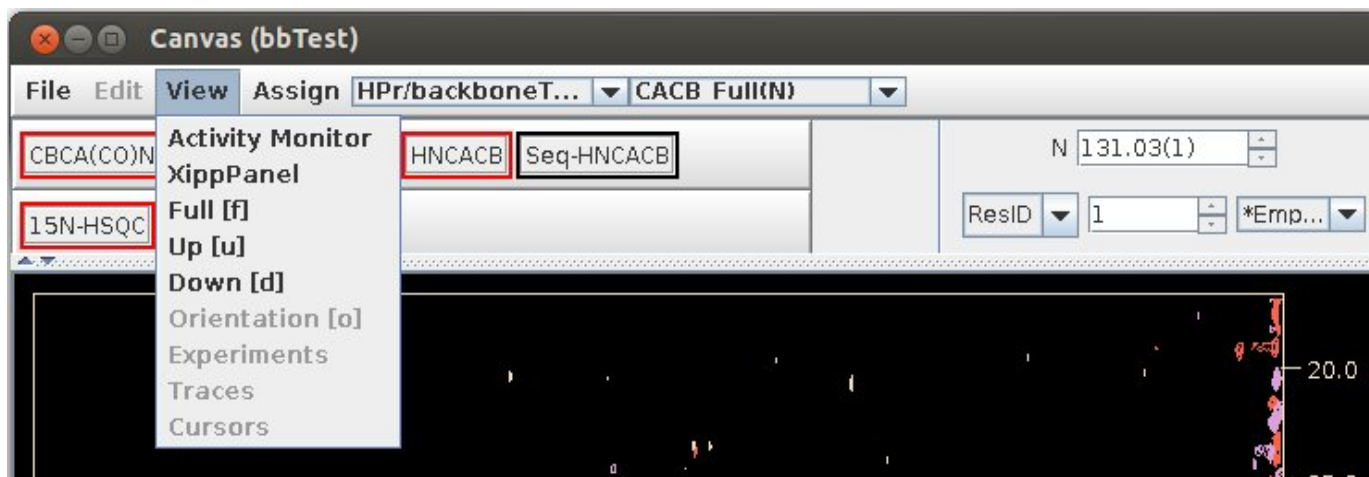 Canvas (bbTest)
File Edit View Assign HPr/backboneT... CACB Full(N)
Activity Monitor
XippPanel
Full [f]
Up [u]
Down [d]
Orientation [o]
Experiments
Traces
Cursors
CBCA(CO)N HNCACB Seq-HNCACB
15N-HSQC
N 131.03(1)
ResID 1 *Emp...
20.0